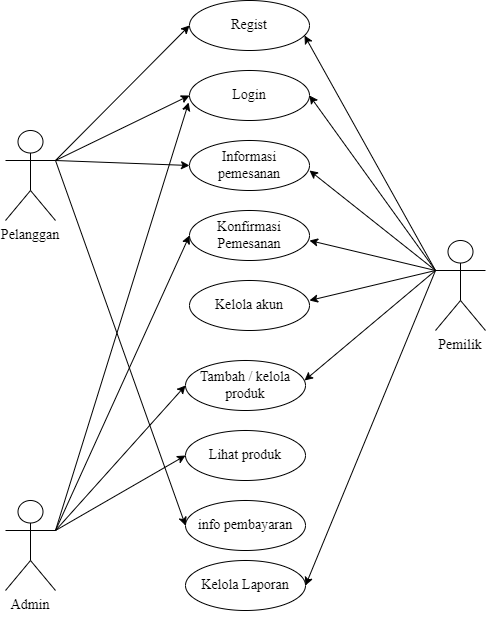 Regist
Login
Informasi
pemesanan
Pelanggan
Konfirmasi
Pemesanan
Kelola akun
Pemilik
Tambah / kelola
produk
Lihat produk
info pembayaran
Kelola Laporan
Admin